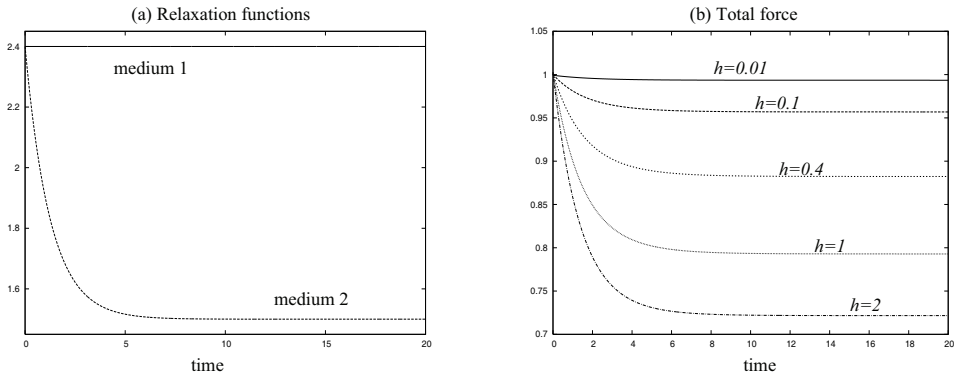 (a) Relaxation functions
2.4
2.2
2
1.8
1.6
medium 1
medium 2
0 5 10 15 20
time
(b) Total force
1.05
1
0.95
0.9
0.85
0.8
0.75
0.7
h=0.01
h=0.1
h=0.4
h=1
h=2
0 2 4 6 8 10 12 14 16 18 20
time